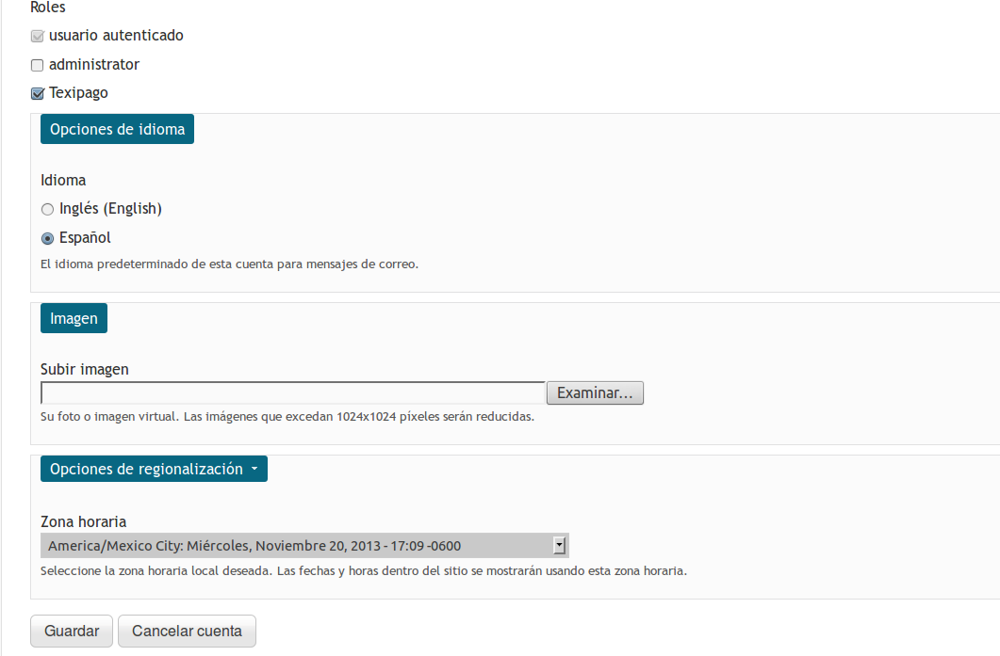 Roles
usuario autenticado
administrator
Texipago
Opciones de idioma
Idioma
Inglés (English)
Español
El idioma predeterminado de esta cuenta para mensajes de correo.
Imagen
Subir imagen
Examinar...
Su foto o imagen virtual. Las imágenes que excedan 1024x1024 píxeles serán reducidas.
Opciones de regionalización
Zona horaria
America/Mexico City: Miércoles, Noviembre 20, 2013 - 17:09 -0600
Seleccione la zona horaria local deseada. Las fechas y horas dentro del sitio se mostrarán usando esta zona horaria.
Guardar Cancelar cuenta